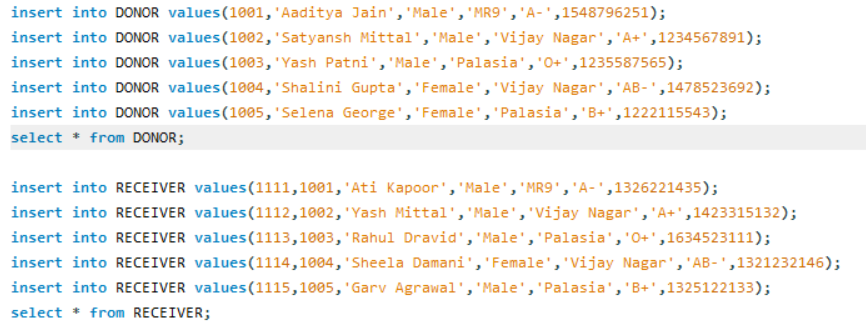 insert into DONOR values(1001,'Aaditya Jain','Male','MR9','A-',1548796251);
insert into DONOR values(1002,'Satyansh Mittal','Male','Vijay Nagar','A+',1234567891);
insert into DONOR values(1003,'Yash Patni','Male','Palasia','O+',1235587565);
insert into DONOR values(1004,'Shalini Gupta','Female','Vijay Nagar','AB-',1478523692);
insert into DONOR values(1005,'Selena George','Female','Palasia','B+',1222115543);
select * from DONOR;
insert into RECEIVER values(1111,1001,'Ati Kapoor','Male','MR9','A-',1326221435);
insert into RECEIVER values(1112,1002,'Yash Mittal','Male','Vijay Nagar','A+',1423315132);
insert into RECEIVER values(1113,1003,'Rahul Dravid','Male','Palasia','O+',1634523111);
insert into RECEIVER values(1114,1004,'Sheela Damani','Female','Vijay Nagar','AB-',1321232146);
insert into RECEIVER values(1115,1005,'Garv Agrawal','Male','Palasia','B+',1325122133);
select * from RECEIVER;